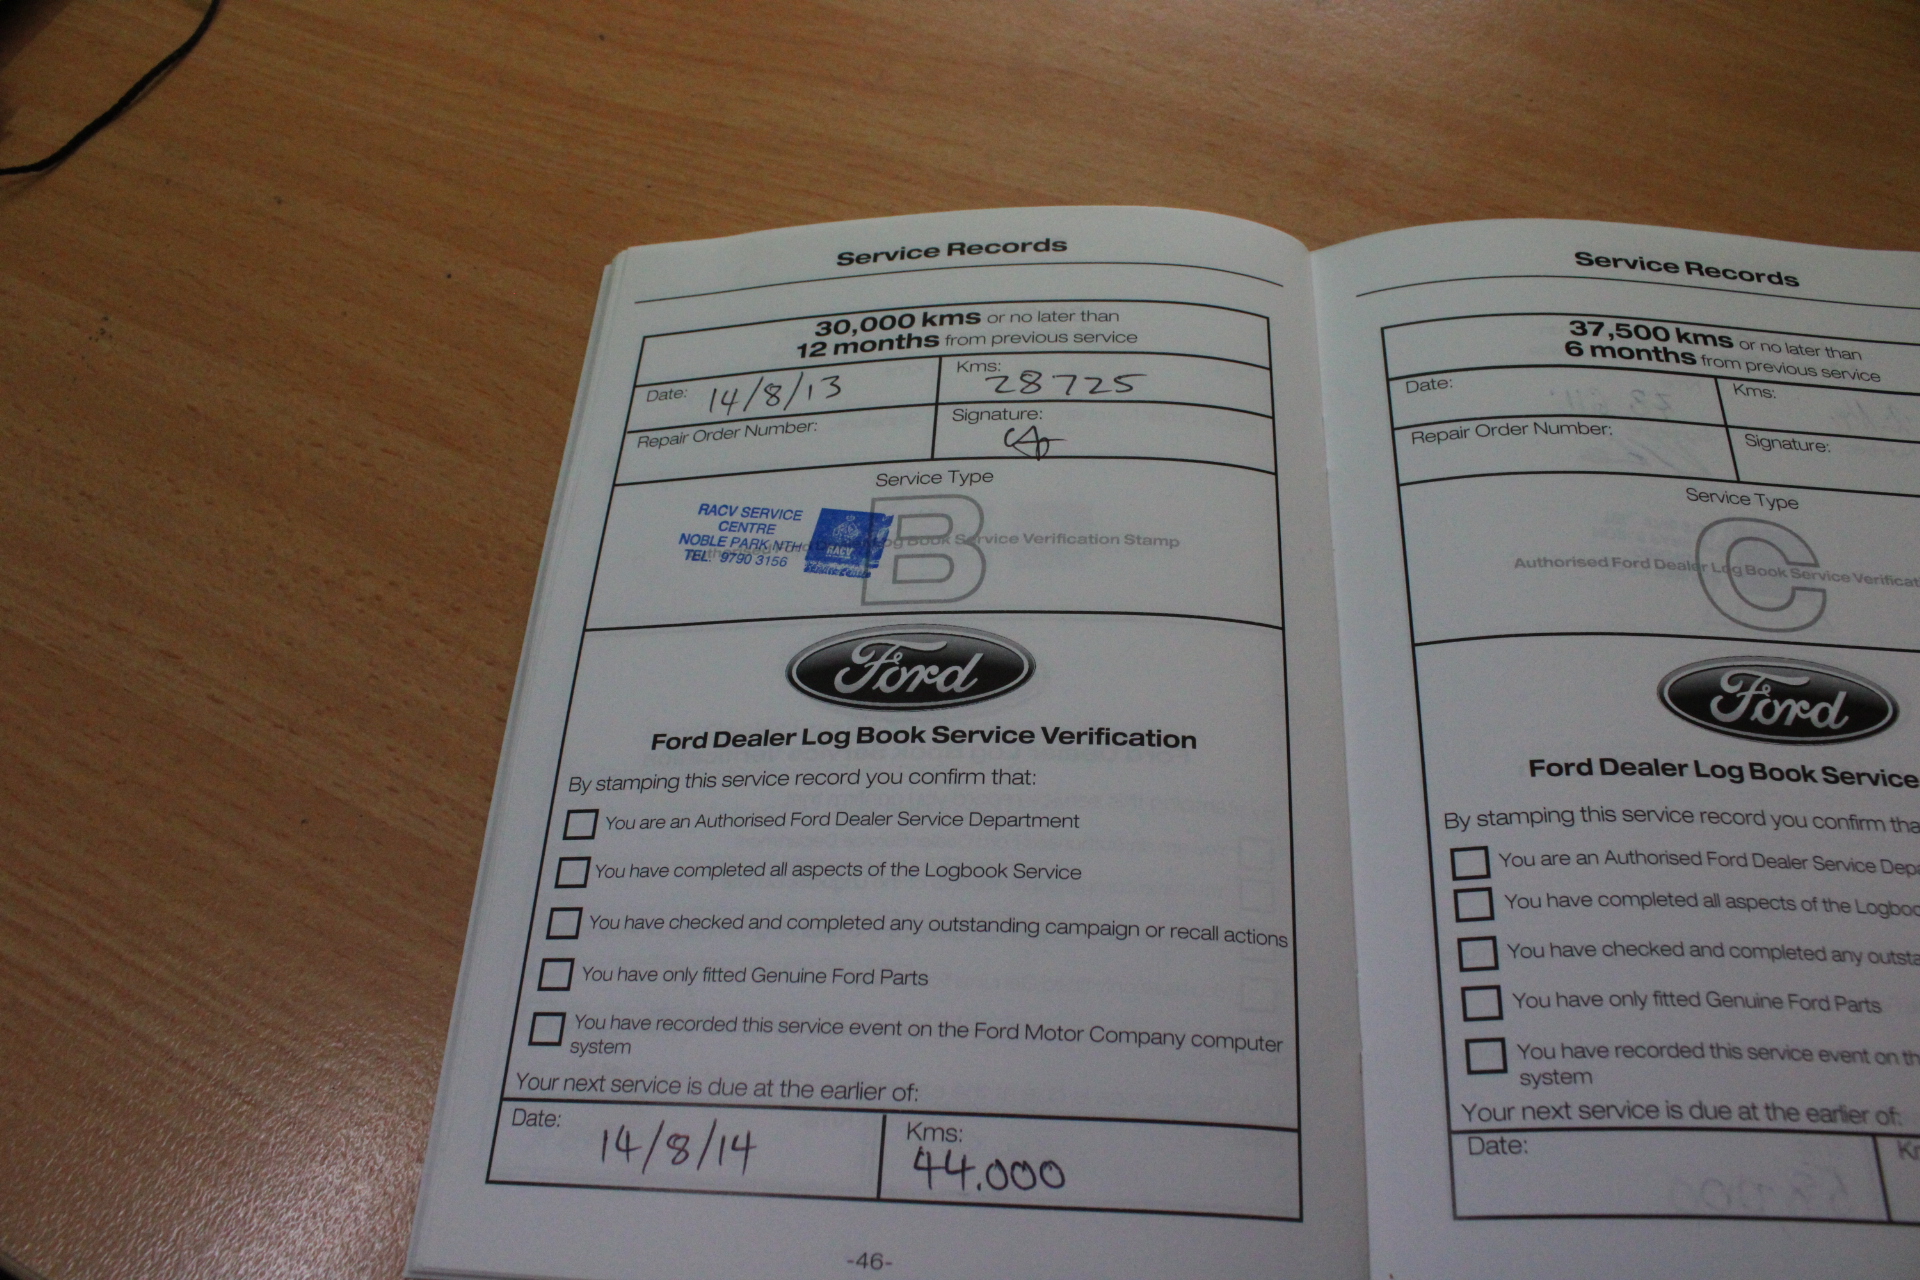 Service Records
30,000 kms or no later than
12 months from previous service
Date: 14/8/13
Kms: 28725
Repair Order Number:
Signature:
Service Type
B
RACV SERVICE
CENTRE
NOBLE PARK NTH
TEL: 9790 3156
RACV
Service Centre
Log Book Service Verification Stamp
Ford
Ford Dealer Log Book Service Verification
By stamping this service record you confirm that:
You are an Authorised Ford Dealer Service Department
You have completed all aspects of the Logbook Service
You have checked and completed any outstanding campaign or recall actions
You have only fitted Genuine Ford Parts
You have recorded this service event on the Ford Motor Company computer
system
Your next service is due at the earlier of:
Date: 14/8/14
Kms: 44.000
-46-
Service Records
37,500 kms or no later than
6 months from previous service
Date:
Kms:
Repair Order Number:
Signature:
Service Type
C
Authorised Ford Dealer Log Book Service Verificat
Ford
Ford Dealer Log Book Service
By stamping this service record you confirm tha
You are an Authorised Ford Dealer Service Depa
You have completed all aspects of the Logboo
You have checked and completed any outsta
You have only fitted Genuine Ford Parts
You have recorded this service event on th
system
Your next service is due at the earlier of:
Date: